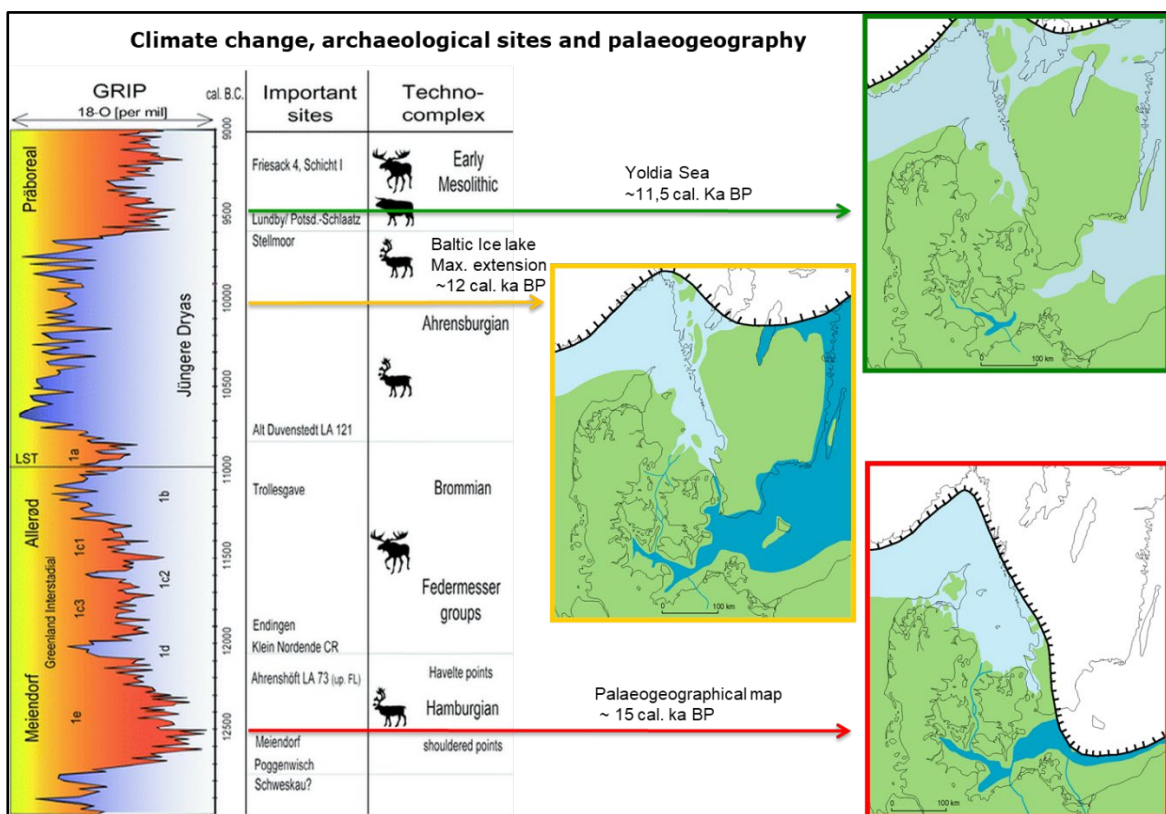 Climate change, archaeological sites and palaeogeography
GRIP
18-O [per mil]
cal. B.C.
Important
sites
Techno-
complex
9000
9500
10000
10500
11000
11500
12000
12500
Präboreal
Jüngere Dryas
LST
Allerød
Meiendorf
Greenland Interstadial
1a
1b
1c1
1c2
1c3
1d
1e
Friesack 4, Schicht I
Lundby/ Potsd.-Schlaatz
Stellmoor
Alt Duvenstedt LA 121
Trollesgave
Endingen
Klein Nordende CR
Ahrenshöft LA 73 (up. FL)
Meiendorf
Poggenwisch
Schweskau?
Early
Mesolithic
Ahrensburgian
Brommian
Federmesser
groups
Havelte points
Hamburgian
shouldered points
Yoldia Sea
~11,5 cal. Ka BP
Baltic Ice lake
Max. extension
~12 cal. ka BP
Palaeogeographical map
~ 15 cal. ka BP
0 100 km
0 100 km
0 100 km